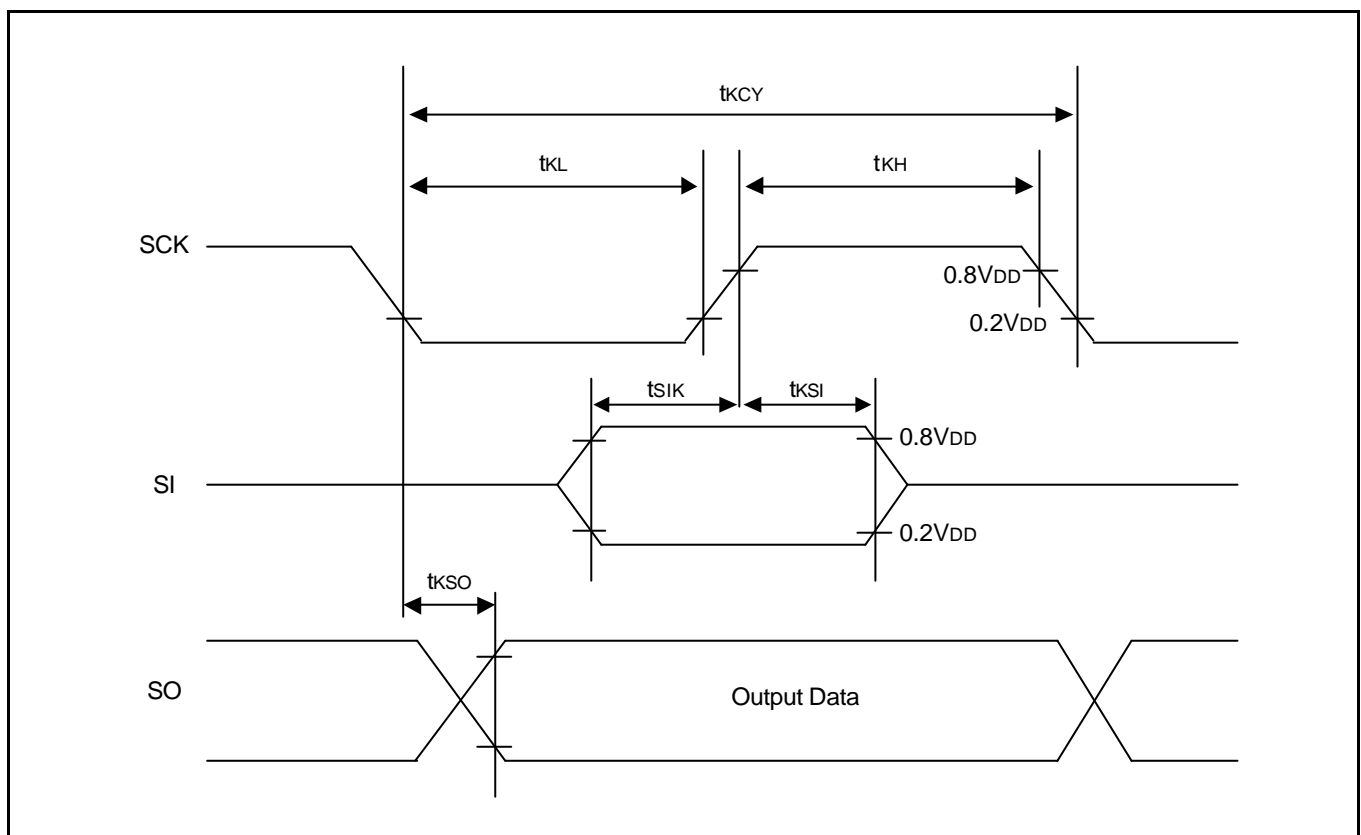 tKCY
tKL
tKH
SCK
0.8VDD
0.2VDD
tSIK
tKSI
0.8VDD
SI
0.2VDD
tKSO
SO
Output Data